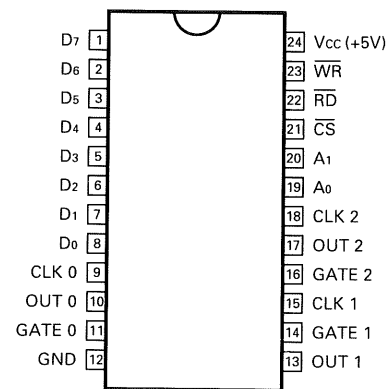 D7 1
D6 2
D5 3
D4 4
D3 5
D2 6
D1 7
D0 8
CLK 0 9
OUT 0 10
GATE 0 11
GND 12
24 Vcc (+5V)
23 WR
22 RD
21 CS
20 A1
19 A0
18 CLK 2
17 OUT 2
16 GATE 2
15 CLK 1
14 GATE 1
13 OUT 1